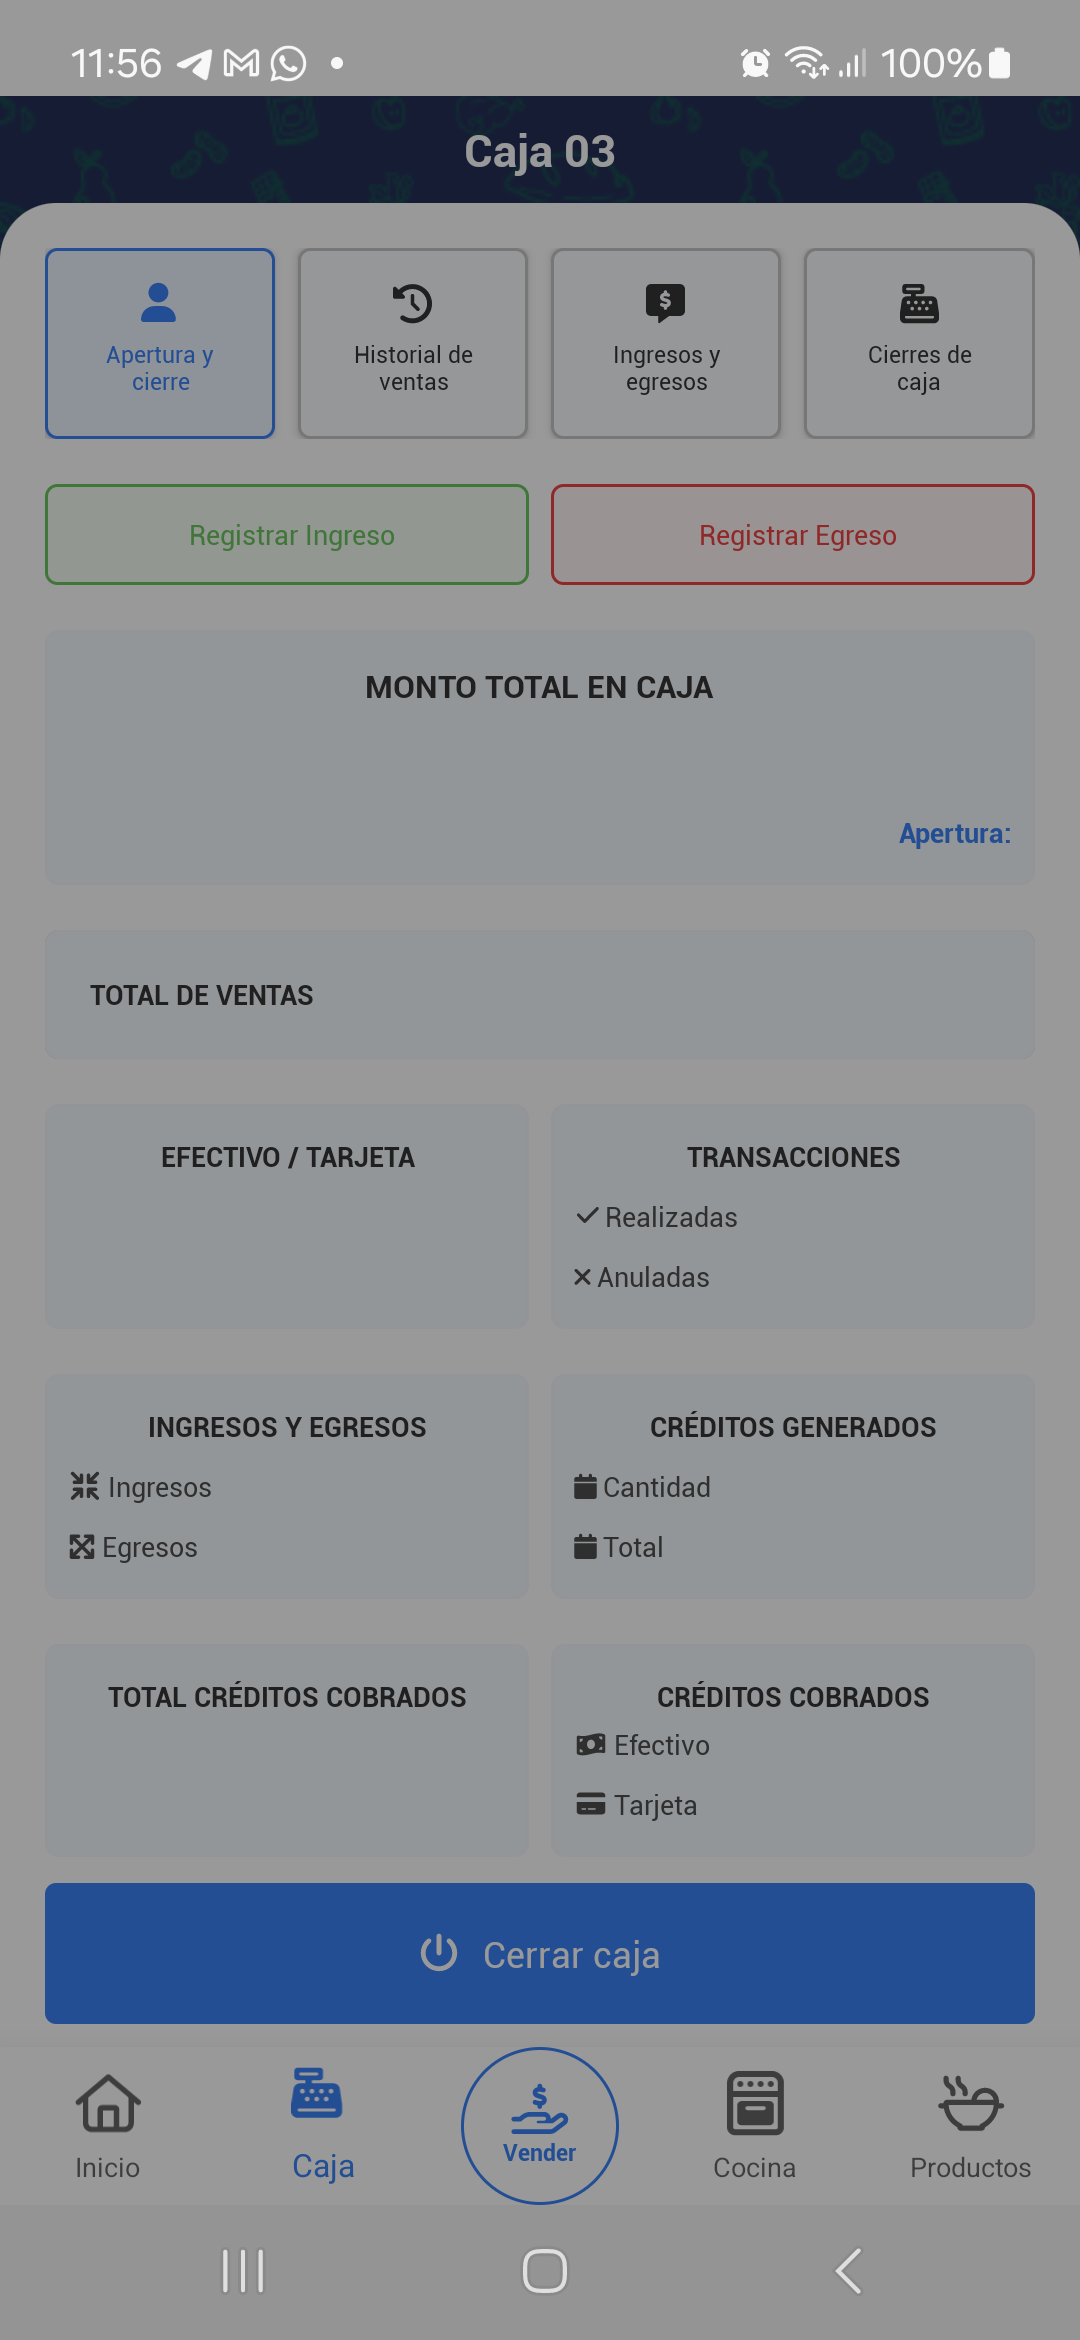 11:56
100%
Caja 03
Apertura y
cierre
Historial de
ventas
Ingresos y
egresos
Cierres de
caja
Registrar Ingreso
Registrar Egreso
MONTO TOTAL EN CAJA
Apertura:
TOTAL DE VENTAS
EFECTIVO / TARJETA
TRANSACCIONES
Realizadas
Anuladas
INGRESOS Y EGRESOS
Ingresos
Egresos
CRÉDITOS GENERADOS
Cantidad
Total
TOTAL CRÉDITOS COBRADOS
CRÉDITOS COBRADOS
Efectivo
Tarjeta
Cerrar caja
Inicio
Caja
Vender
Cocina
Productos